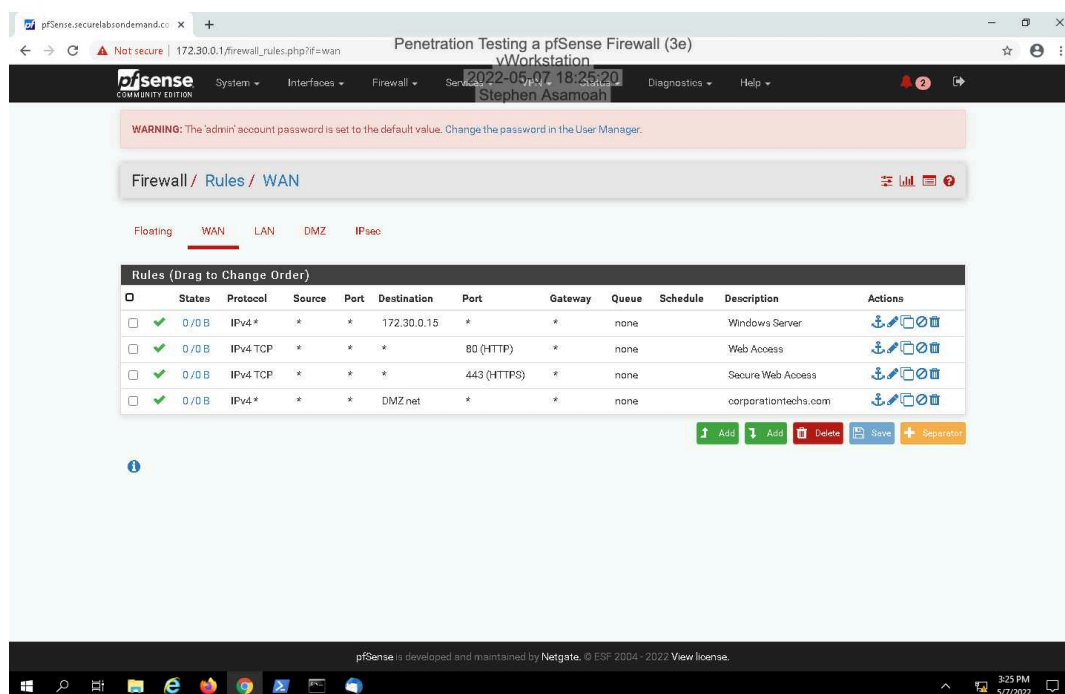 pfSense.securelabsondemand.co
Not secure | 172.30.0.1/firewall_rules.php?if=wan
Penetration Testing a pfSense Firewall (3e)
vWorkstation
2022-05-07 18:25:20
Stephen Asamoah
pfsense
COMMUNITY EDITION
System Interfaces Firewall Services VPN Status Diagnostics Help 2
WARNING: The 'admin' account password is set to the default value. Change the password in the User Manager.
Firewall / Rules / WAN
Floating WAN LAN DMZ IPsec
Rules (Drag to Change Order)
States Protocol Source Port Destination Port Gateway Queue Schedule Description Actions
0/0 B IPv4 * * * 172.30.0.15 * * none Windows Server
0/0 B IPv4 TCP * * * 80 (HTTP) * none Web Access
0/0 B IPv4 TCP * * * 443 (HTTPS) * none Secure Web Access
0/0 B IPv4 * * * DMZ net * * none corporationtechs.com
Add Add Delete Save Separator
pfSense is developed and maintained by Netgate. © ESF 2004 - 2022 View license.
3:25 PM
5/7/2022